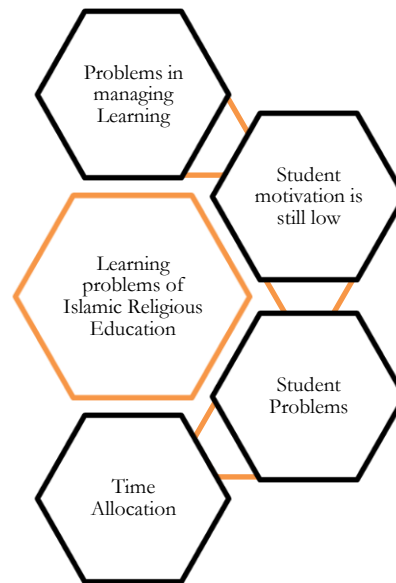 Problems in
managing
Learning
Student
motivation is
still low
Learning
problems of
Islamic Religious
Education
Student
Problems
Time
Allocation